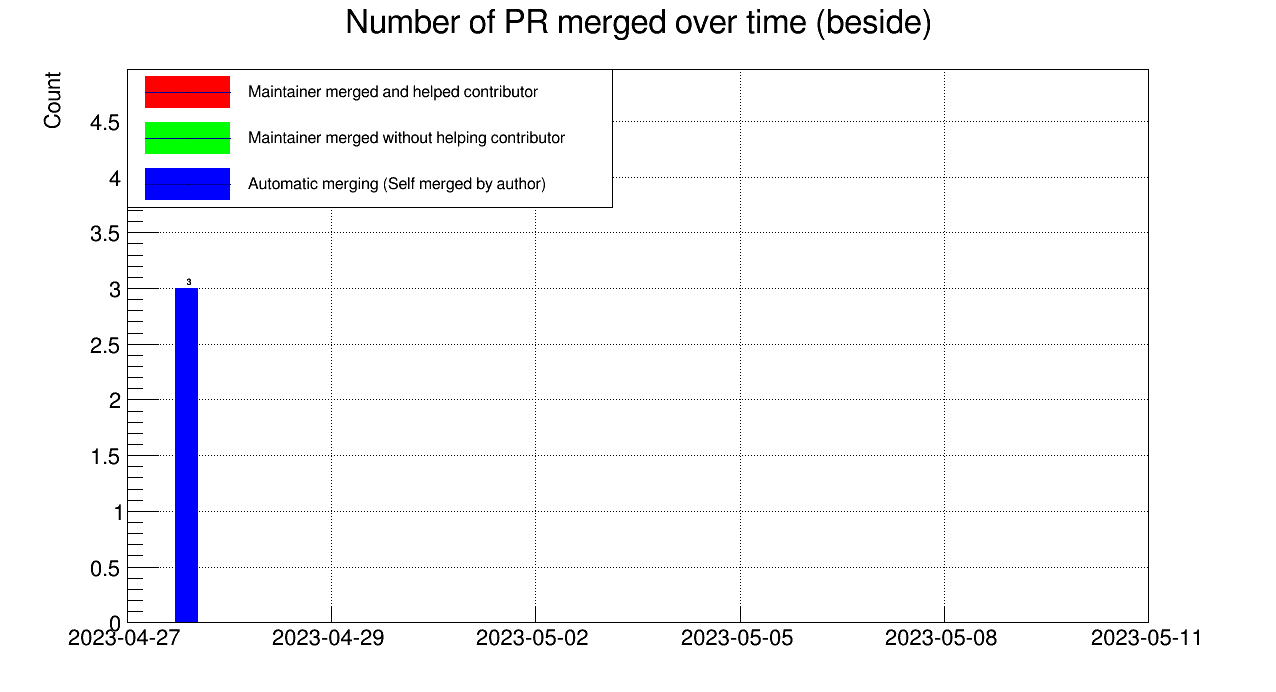 Number of PR merged over time (beside)
Count
Maintainer merged and helped contributor
Maintainer merged without helping contributor
Automatic merging (Self merged by author)
4.5
4
3.5
3
3
2.5
2
1.5
1
0.5
0
2023-04-27 2023-04-29 2023-05-02 2023-05-05 2023-05-08 2023-05-11